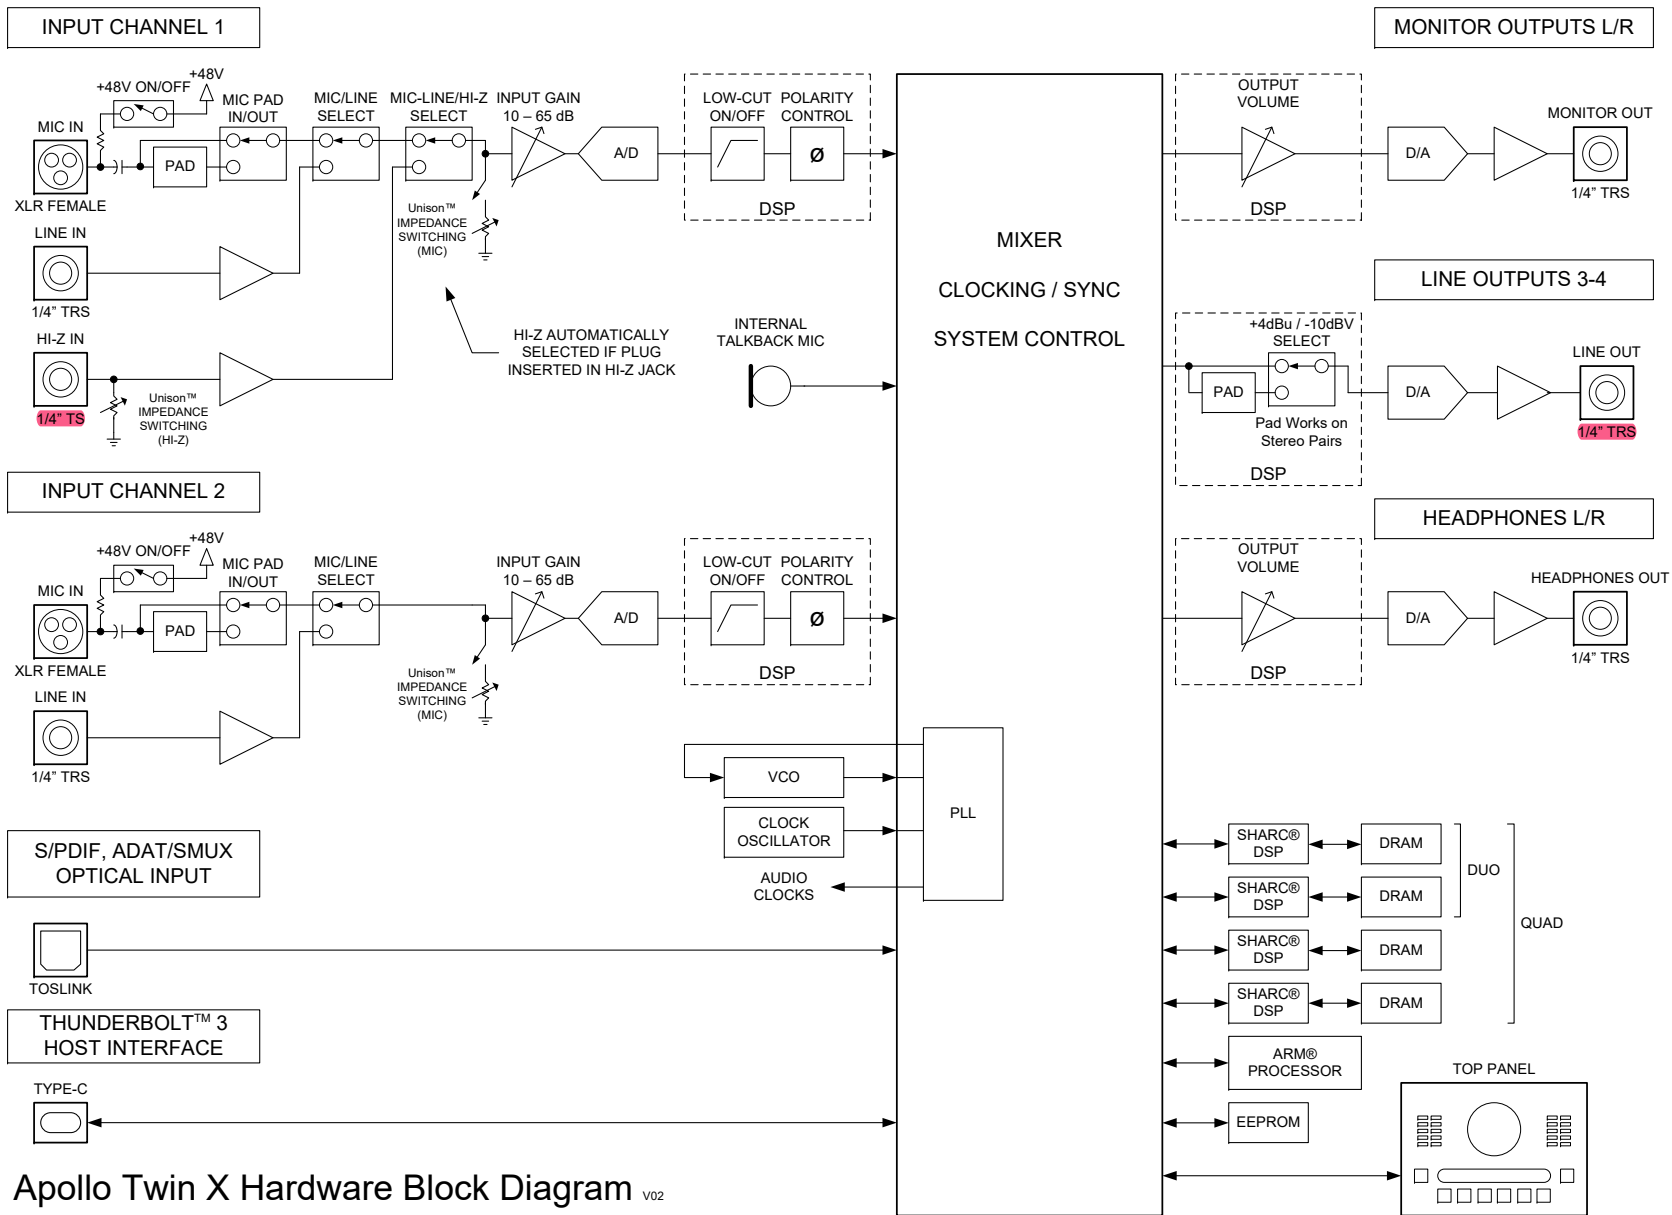 INPUT CHANNEL 1
+48V ON/OFF
+48V
MIC IN
XLR FEMALE
PAD
MIC PAD
IN/OUT
MIC/LINE
SELECT
MIC-LINE/HI-Z
SELECT
INPUT GAIN
10 – 65 dB
A/D
LOW-CUT
ON/OFF
POLARITY
CONTROL
Ø
DSP
Unison™
IMPEDANCE
SWITCHING
(MIC)
LINE IN
1/4” TRS
HI-Z IN
1/4” TS
Unison™
IMPEDANCE
SWITCHING
(HI-Z)
HI-Z AUTOMATICALLY
SELECTED IF PLUG
INSERTED IN HI-Z JACK
INTERNAL
TALKBACK MIC
INPUT CHANNEL 2
+48V ON/OFF
+48V
MIC IN
XLR FEMALE
PAD
MIC PAD
IN/OUT
MIC/LINE
SELECT
INPUT GAIN
10 – 65 dB
A/D
LOW-CUT
ON/OFF
POLARITY
CONTROL
Ø
DSP
Unison™
IMPEDANCE
SWITCHING
(MIC)
LINE IN
1/4” TRS
S/PDIF, ADAT/SMUX
OPTICAL INPUT
TOSLINK
THUNDERBOLT™ 3
HOST INTERFACE
TYPE-C
VCO
CLOCK
OSCILLATOR
AUDIO
CLOCKS
PLL
MIXER
CLOCKING / SYNC
SYSTEM CONTROL
MONITOR OUTPUTS L/R
OUTPUT
VOLUME
DSP
D/A
MONITOR OUT
1/4” TRS
LINE OUTPUTS 3-4
+4dBu / -10dBV
SELECT
PAD
Pad Works on
Stereo Pairs
DSP
D/A
LINE OUT
1/4” TRS
HEADPHONES L/R
OUTPUT
VOLUME
DSP
D/A
HEADPHONES OUT
1/4” TRS
SHARC®
DSP
DRAM
SHARC®
DSP
DRAM
DUO
SHARC®
DSP
DRAM
SHARC®
DSP
DRAM
QUAD
ARM®
PROCESSOR
EEPROM
TOP PANEL
Apollo Twin X Hardware Block Diagram V02